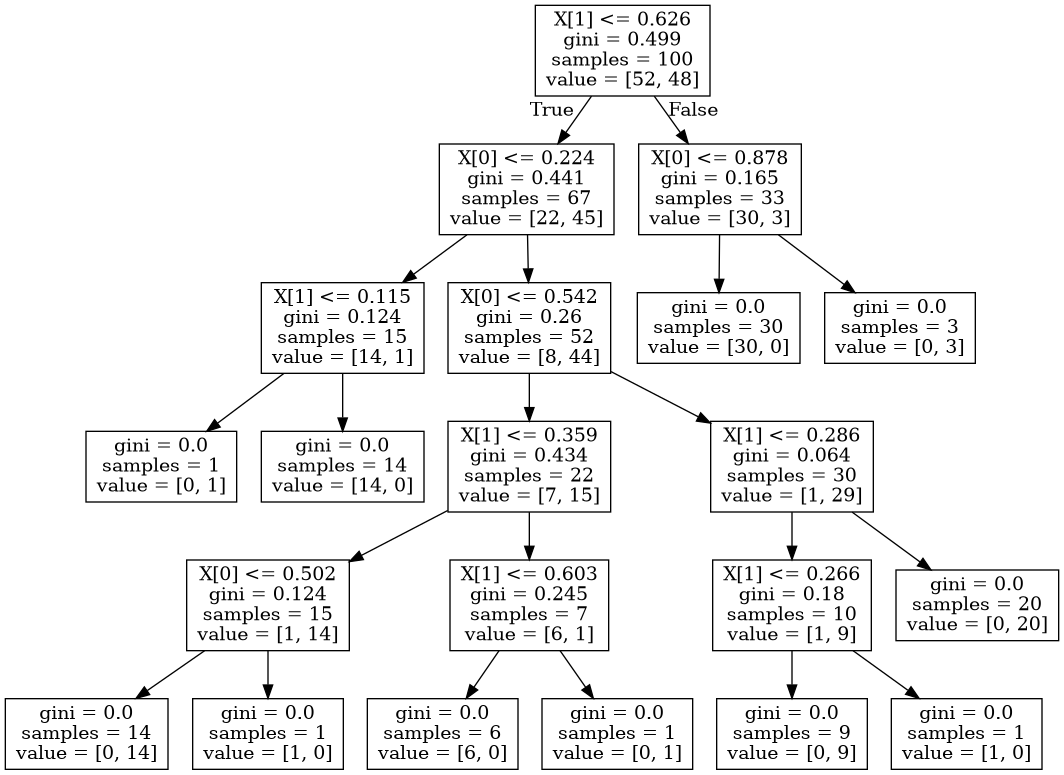 X[1] <= 0.626
gini = 0.499
samples = 100
value = [52, 48]
True
False
X[0] <= 0.224
gini = 0.441
samples = 67
value = [22, 45]
X[0] <= 0.878
gini = 0.165
samples = 33
value = [30, 3]
X[1] <= 0.115
gini = 0.124
samples = 15
value = [14, 1]
X[0] <= 0.542
gini = 0.26
samples = 52
value = [8, 44]
gini = 0.0
samples = 30
value = [30, 0]
gini = 0.0
samples = 3
value = [0, 3]
gini = 0.0
samples = 1
value = [0, 1]
gini = 0.0
samples = 14
value = [14, 0]
X[1] <= 0.359
gini = 0.434
samples = 22
value = [7, 15]
X[1] <= 0.286
gini = 0.064
samples = 30
value = [1, 29]
X[0] <= 0.502
gini = 0.124
samples = 15
value = [1, 14]
X[1] <= 0.603
gini = 0.245
samples = 7
value = [6, 1]
X[1] <= 0.266
gini = 0.18
samples = 10
value = [1, 9]
gini = 0.0
samples = 20
value = [0, 20]
gini = 0.0
samples = 14
value = [0, 14]
gini = 0.0
samples = 1
value = [1, 0]
gini = 0.0
samples = 6
value = [6, 0]
gini = 0.0
samples = 1
value = [0, 1]
gini = 0.0
samples = 9
value = [0, 9]
gini = 0.0
samples = 1
value = [1, 0]